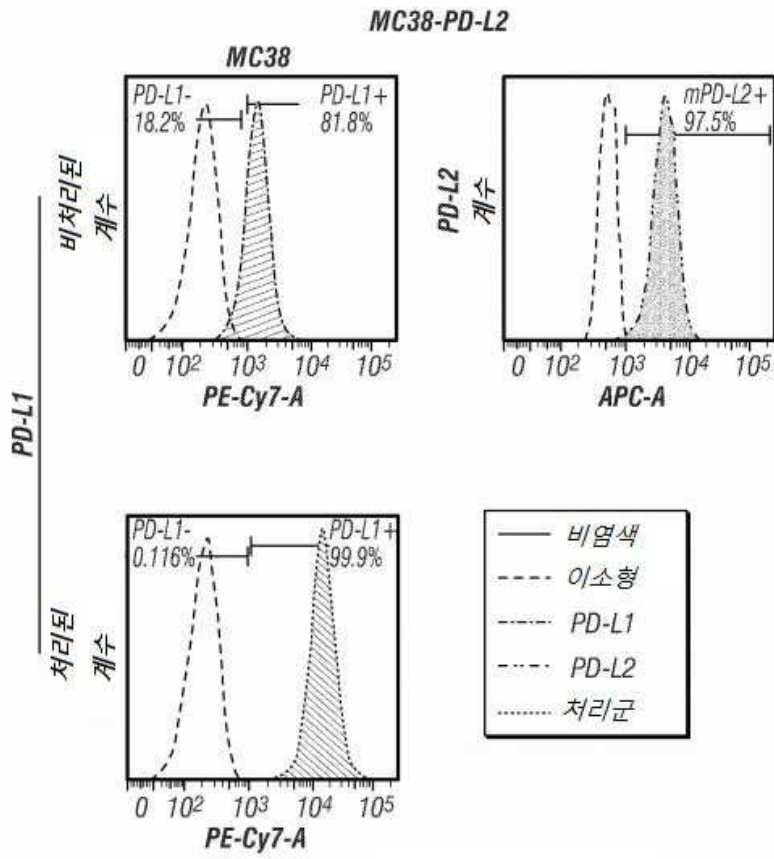 MC38-PD-L2
MC38
PD-L1-
18.2%
PD-L1+
81.8%
비처리된
계수
0 10² 10³ 10⁴ 10⁵
PE-Cy7-A
mPD-L2+
97.5%
PD-L2
계수
0 10² 10³ 10⁴ 10⁵
APC-A
PD-L1
PD-L1-
0.116%
PD-L1+
99.9%
처리된
계수
0 10² 10³ 10⁴ 10⁵
PE-Cy7-A
비염색
이소형
PD-L1
PD-L2
처리군